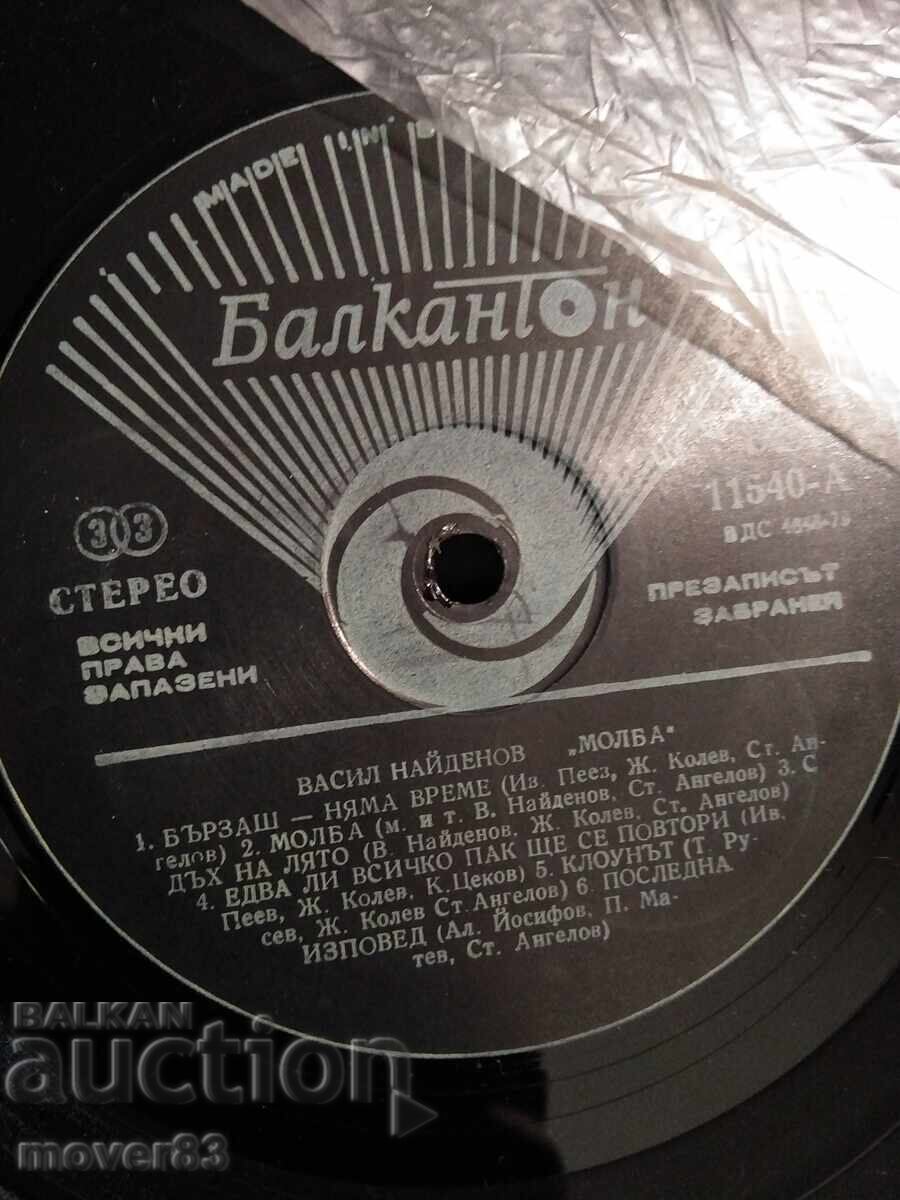 MADE IN
Балкантон
33
СТЕРЕО
ВСИЧКИ
ПРАВА
ЗАПАЗЕНИ
11540-А
ВДС
ПРЕЗАПИСЪТ
ЗАБРАНЕН
ВАСИЛ НАЙДЕНОВ „МОЛБА"
1. БЪРЗАШ — НЯМА ВРЕМЕ (Ив. Пеев, Ж. Колев, Ст. Ан-
гелов) 2. МОЛБА (м. и т. В. Найденов, Ст. Ангелов) 3. С
ДЪХ НА ЛЯТО (В. Найденов, Ж. Колев, Ст. Ангелов)
4. ЕДВА ЛИ ВСИЧКО ПАК ЩЕ СЕ ПОВТОРИ (Ив.
Пеев, Ж. Колев, К. Цеков) 5. КЛОУНЪТ (Т. Ру-
сев, Ж. Колев Ст. Ангелов) 6. ПОСЛЕДНА
ИЗПОВЕД (Ал. Йосифов, П. Ма-
тев, Ст. Ангелов)
BALKAN
auction
mover83